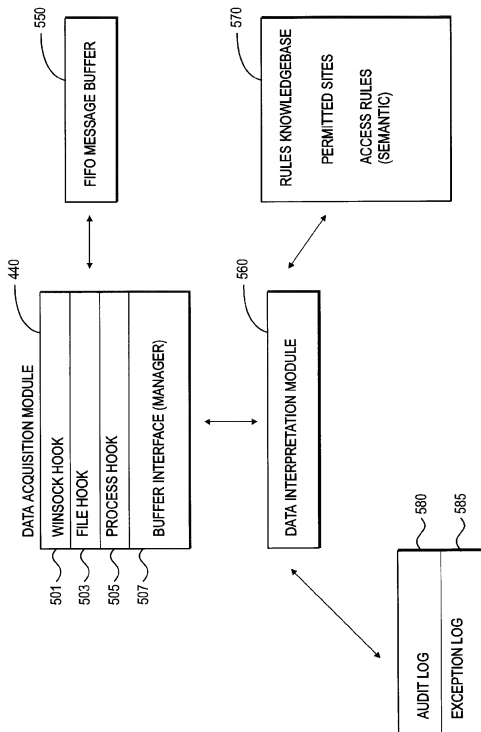 DATA ACQUISITION MODULE
440
501
WINSOCK HOOK
503
FILE HOOK
505
PROCESS HOOK
507
BUFFER INTERFACE (MANAGER)
550
FIFO MESSAGE BUFFER
560
DATA INTERPRETATION MODULE
570
RULES KNOWLEDGEBASE
PERMITTED SITES
ACCESS RULES
(SEMANTIC)
AUDIT LOG
580
EXCEPTION LOG
585